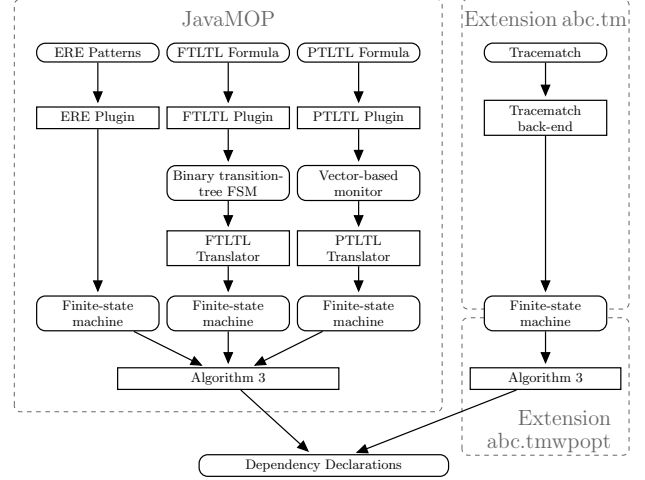 JavaMOP
Extension abc.tm
ERE Patterns
FTLTL Formula
PTLTL Formula
Tracematch
ERE Plugin
FTLTL Plugin
PTLTL Plugin
Tracematch
back-end
Binary transition-
tree FSM
Vector-based
monitor
FTLTL
Translator
PTLTL
Translator
Finite-state
machine
Finite-state
machine
Finite-state
machine
Finite-state
machine
Algorithm 3
Algorithm 3
Extension
abc.tmwpopt
Dependency Declarations